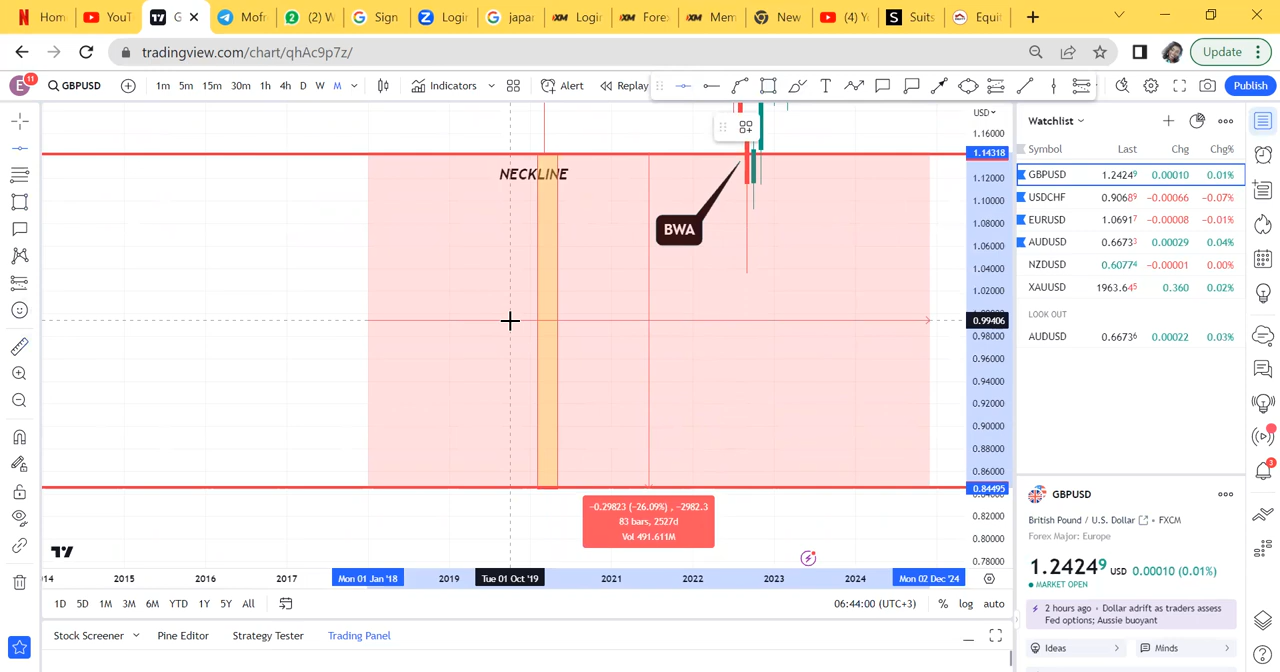 Hom
YouT
G
Mofr
(2) W
Sign
Login
japar
Login
Fore
Mem
New
(4) Y
Suits
Equit
tradingview.com/chart/qhAc9p7z/
Update
E
11
GBPUSD
1m 5m 15m 30m 1h 4h D W M
Indicators
Alert
Replay
Publish
USD
1.16000
1.14318
1.12000
1.10000
1.08000
1.06000
1.04000
1.02000
0.99406
0.98000
0.96000
0.94000
0.92000
0.90000
0.88000
0.86000
0.84495
0.82000
0.80000
0.78000
NECKLINE
BWA
−0.29823 (−26.09%) , −2982.3
83 bars, 2527d
Vol 491.611M
14 2015 2016 2017 Mon 01 Jan '18 2019 Tue 01 Oct '19 2021 2022 2023 2024 Mon 02 Dec '24
1D 5D 1M 3M 6M YTD 1Y 5Y All
06:44:00 (UTC+3) % log auto
Stock Screener Pine Editor Strategy Tester Trading Panel
Watchlist
Symbol Last Chg Chg%
GBPUSD 1.24249 0.00010 0.01%
USDCHF 0.90689 −0.00066 −0.07%
EURUSD 1.06917 −0.00008 −0.01%
AUDUSD 0.66733 0.00029 0.04%
NZDUSD 0.60774 −0.00001 0.00%
XAUUSD 1963.645 0.360 0.02%
LOOK OUT
AUDUSD 0.66736 0.00022 0.03%
GBPUSD
British Pound / U.S. Dollar • FXCM
Forex Major: Europe
1.24249 USD 0.00010 (0.01%)
MARKET OPEN
2 hours ago • Dollar adrift as traders assess
Fed options; Aussie buoyant
Ideas
Minds
3